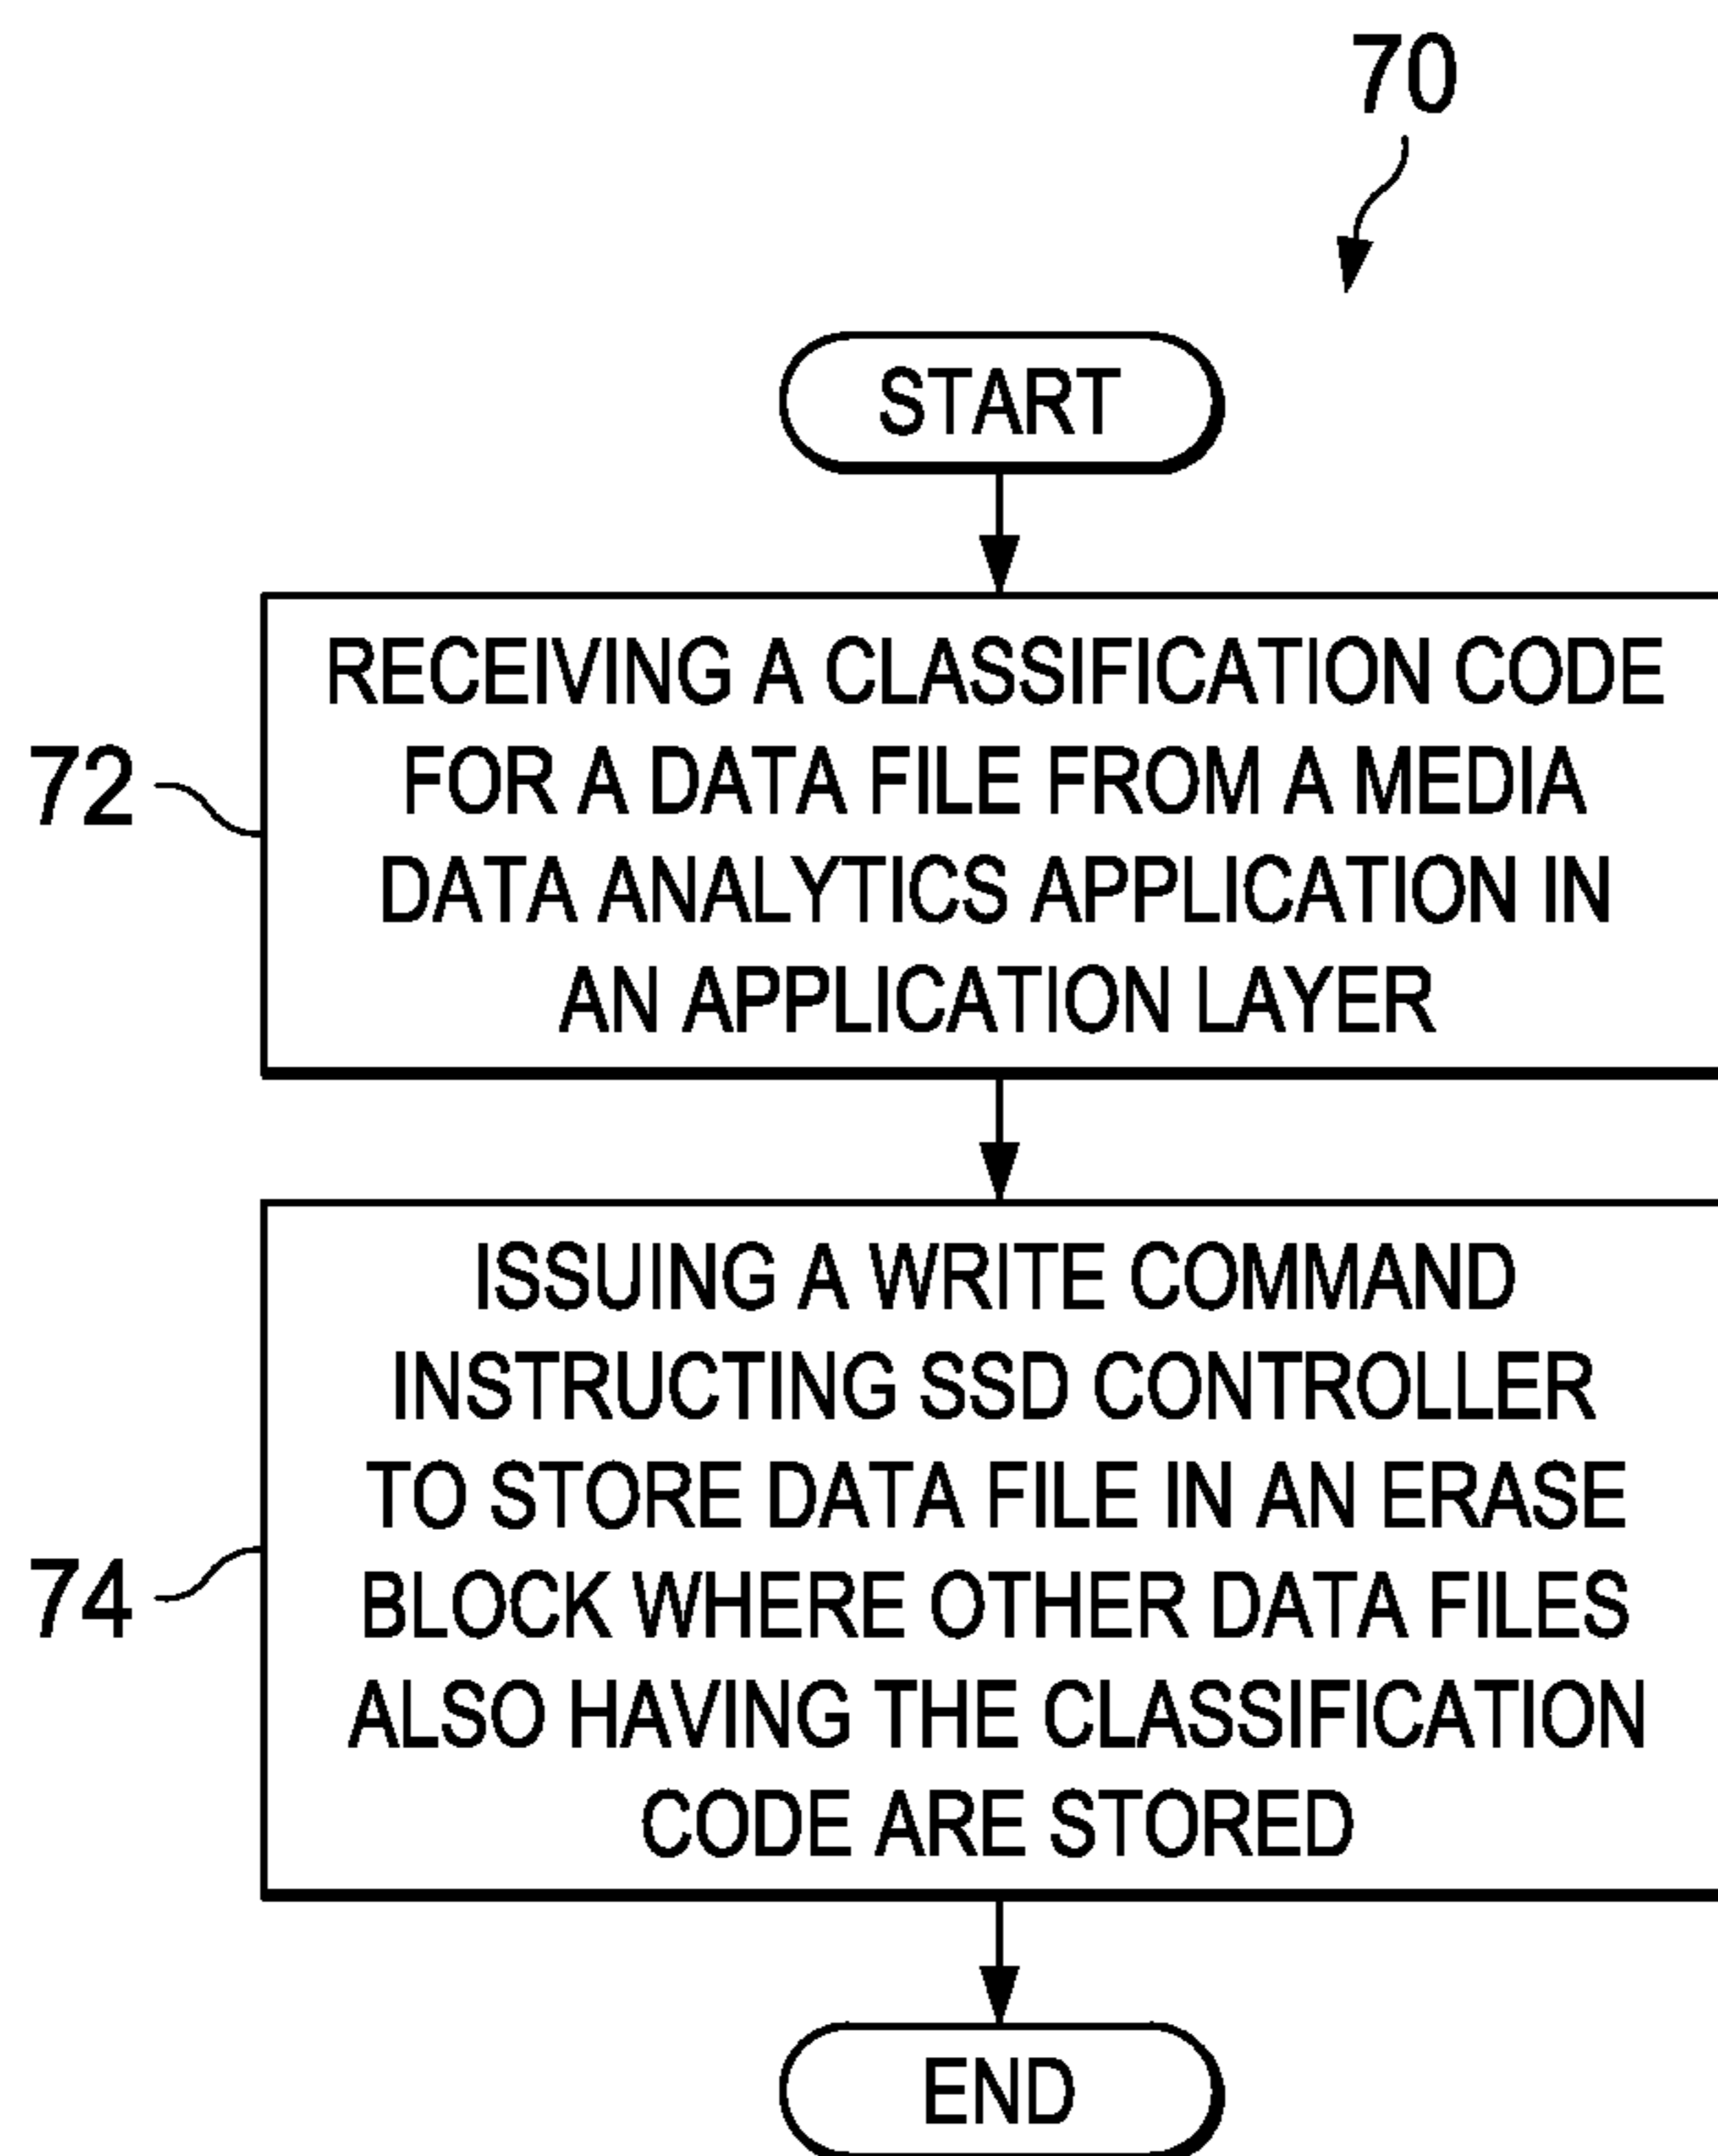 70
START
72
RECEIVING A CLASSIFICATION CODE
FOR A DATA FILE FROM A MEDIA
DATA ANALYTICS APPLICATION IN
AN APPLICATION LAYER
74
ISSUING A WRITE COMMAND
INSTRUCTING SSD CONTROLLER
TO STORE DATA FILE IN AN ERASE
BLOCK WHERE OTHER DATA FILES
ALSO HAVING THE CLASSIFICATION
CODE ARE STORED
END